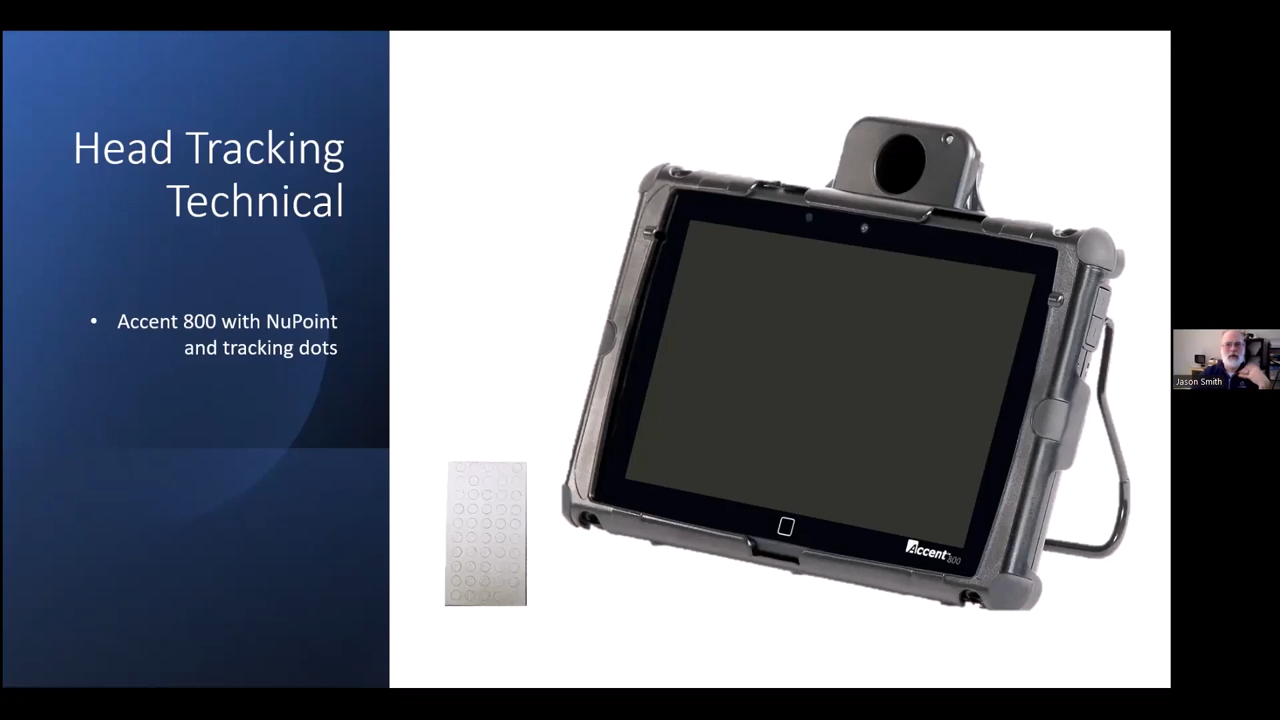 Head Tracking
Technical
• Accent 800 with NuPoint
and tracking dots
Accent 800
Jason Smith